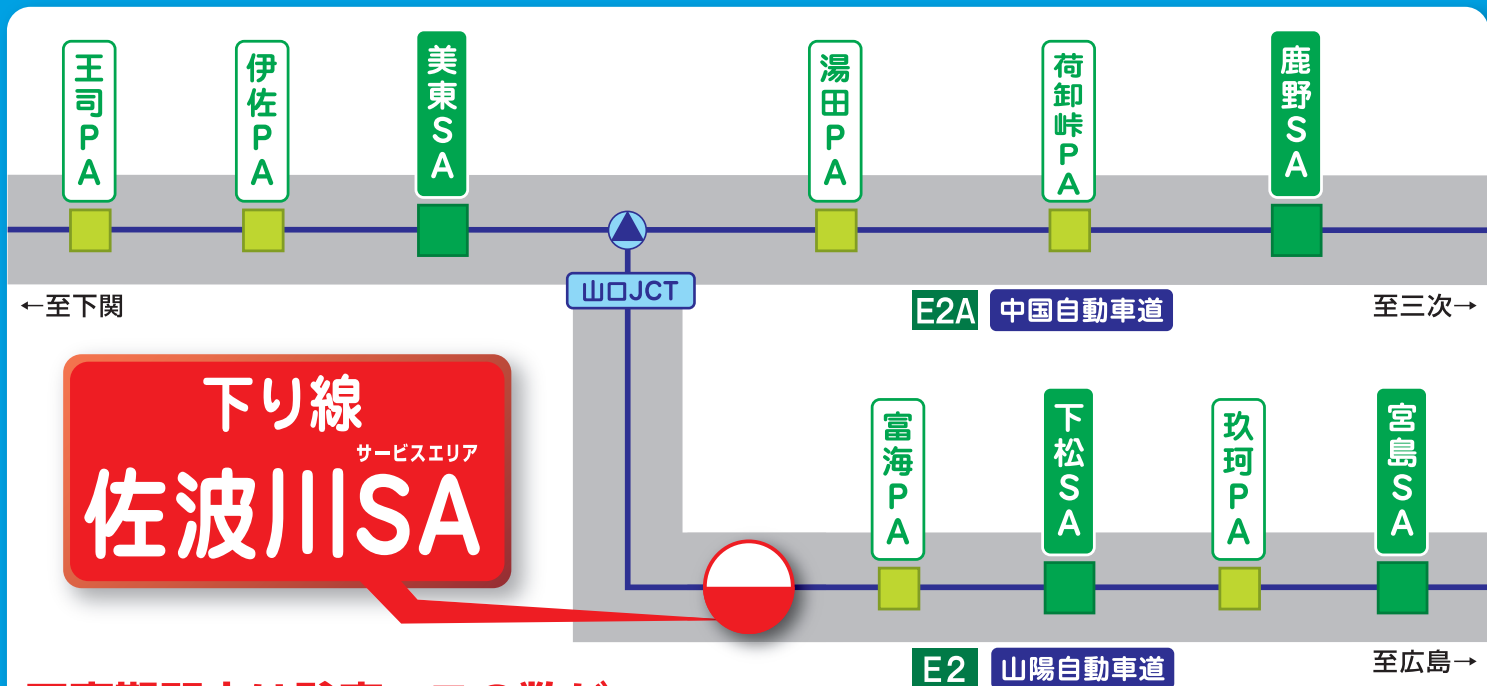 王司PA
伊佐PA
美東SA
湯田PA
荷卸峠PA
鹿野SA
山口JCT
←至下関
E2A 中国自動車道
至三次→
下り線
サービスエリア
佐波川SA
富海PA
下松SA
玖珂PA
宮島SA
E2 山陽自動車道
至広島→